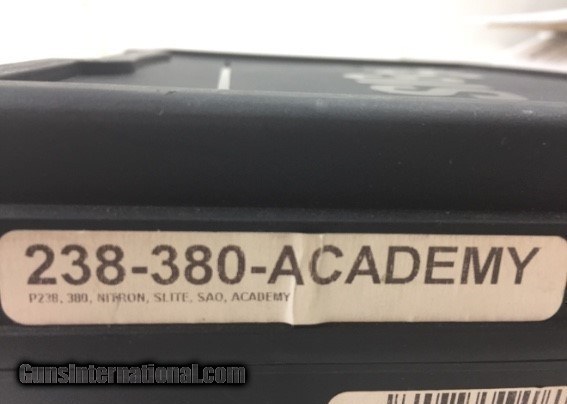 238-380-ACADEMY
P238, 380, NITRON, SLITE, SAO, ACADEMY
GunsInternational.com